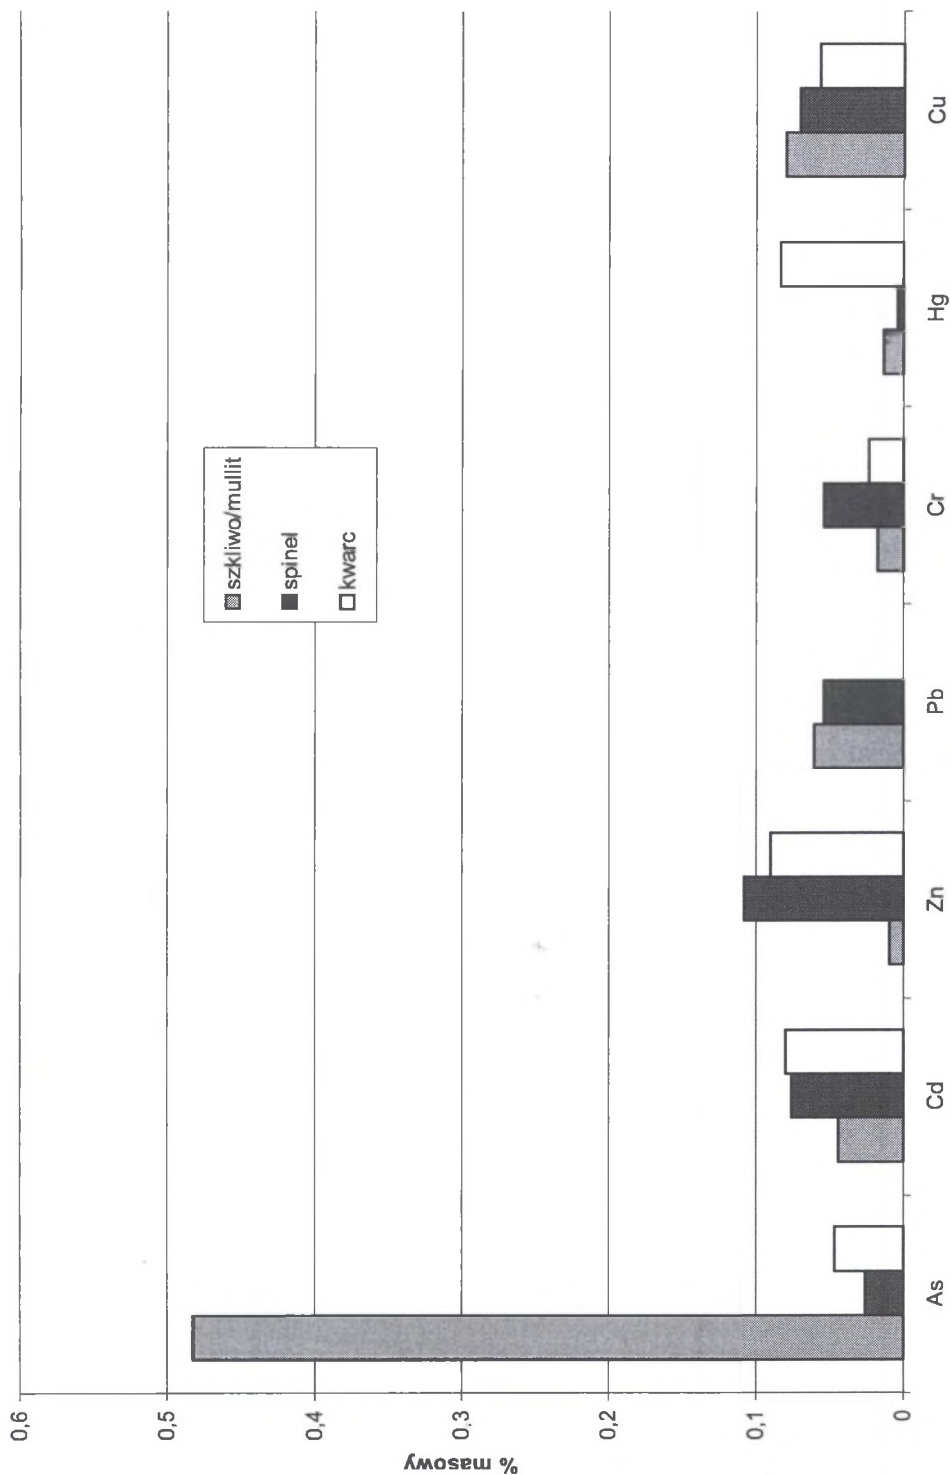 % masowy
0,6
0,5
0,4
0,3
0,2
0,1
0
szkliwo/mullit
spinel
kwarc
As
Cd
Zn
Pb
Cr
Hg
Cu